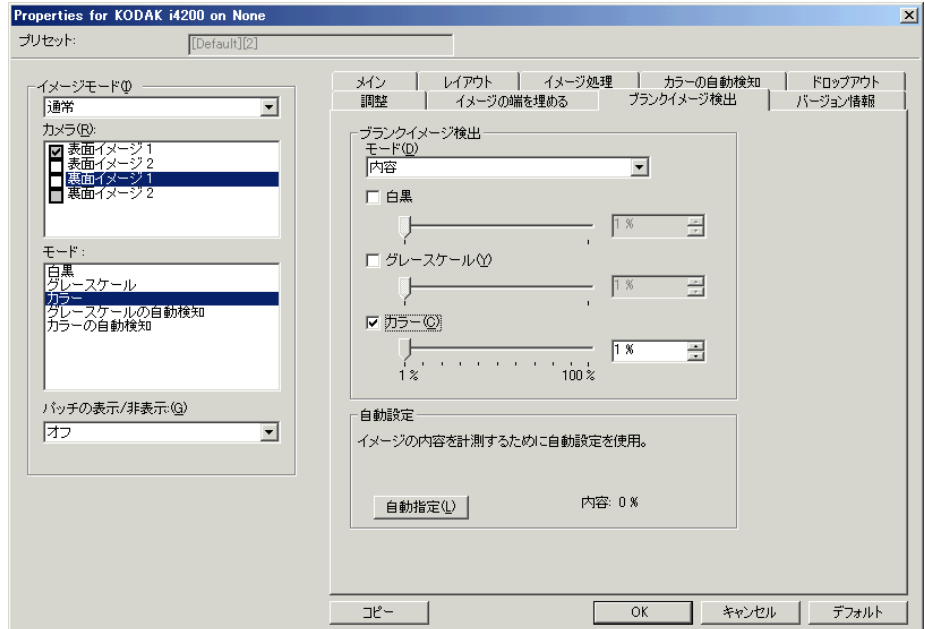 Properties for KODAK i4200 on None
プリセット:
[Default][2]
イメージモード(I)
通常
カメラ(R):
表面イメージ 1
表面イメージ 2
裏面イメージ 1
裏面イメージ 2
モード :
白黒
グレースケール
カラー
グレースケールの自動検知
カラーの自動検知
パッチの表示/非表示:(G)
オフ
メイン
レイアウト
イメージ処理
カラーの自動検知
ドロップアウト
調整
イメージの端を埋める
ブランクイメージ検出
バージョン情報
ブランクイメージ検出
モード(D)
内容
白黒
1 %
グレースケール(Y)
1 %
カラー(C)
1 %
1 %
100 %
自動設定
イメージの内容を計測するために自動設定を使用。
自動指定(L)
内容: 0 %
コピー
OK
キャンセル
デフォルト